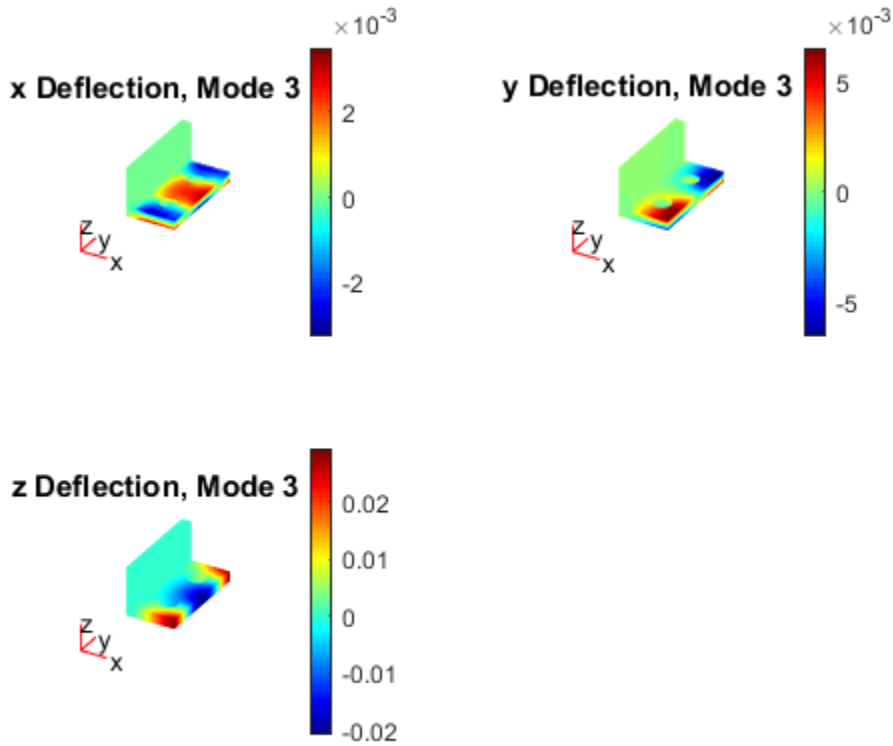 ×10⁻³
x Deflection, Mode 3
2
0
-2
z
y
x
×10⁻³
y Deflection, Mode 3
5
0
-5
z
y
x
z Deflection, Mode 3
0.02
0.01
0
-0.01
-0.02
z
y
x